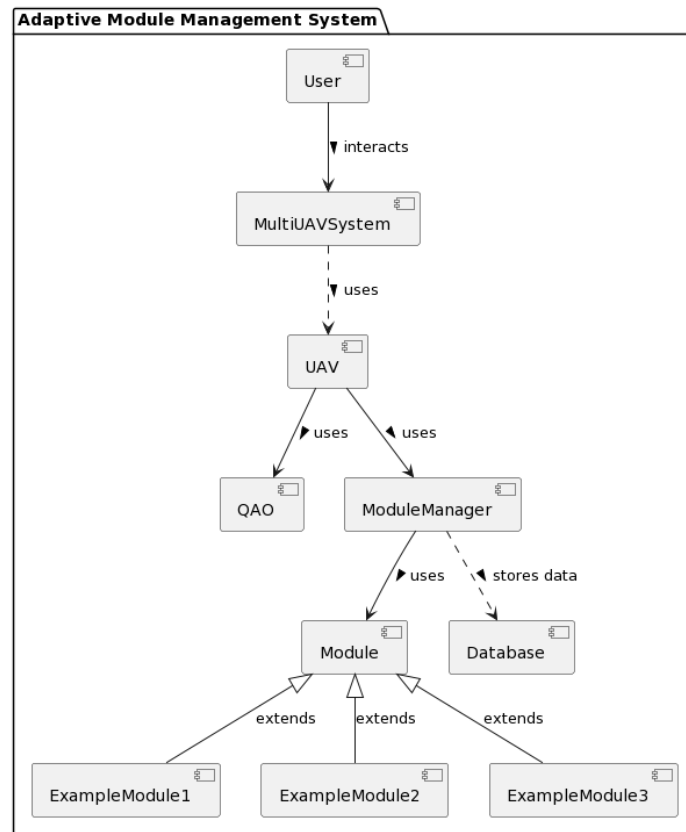 Adaptive Module Management System
User
interacts
MultiUAVSystem
uses
UAV
uses
uses
QAO
ModuleManager
uses
stores data
Module
Database
extends
extends
extends
ExampleModule1
ExampleModule2
ExampleModule3